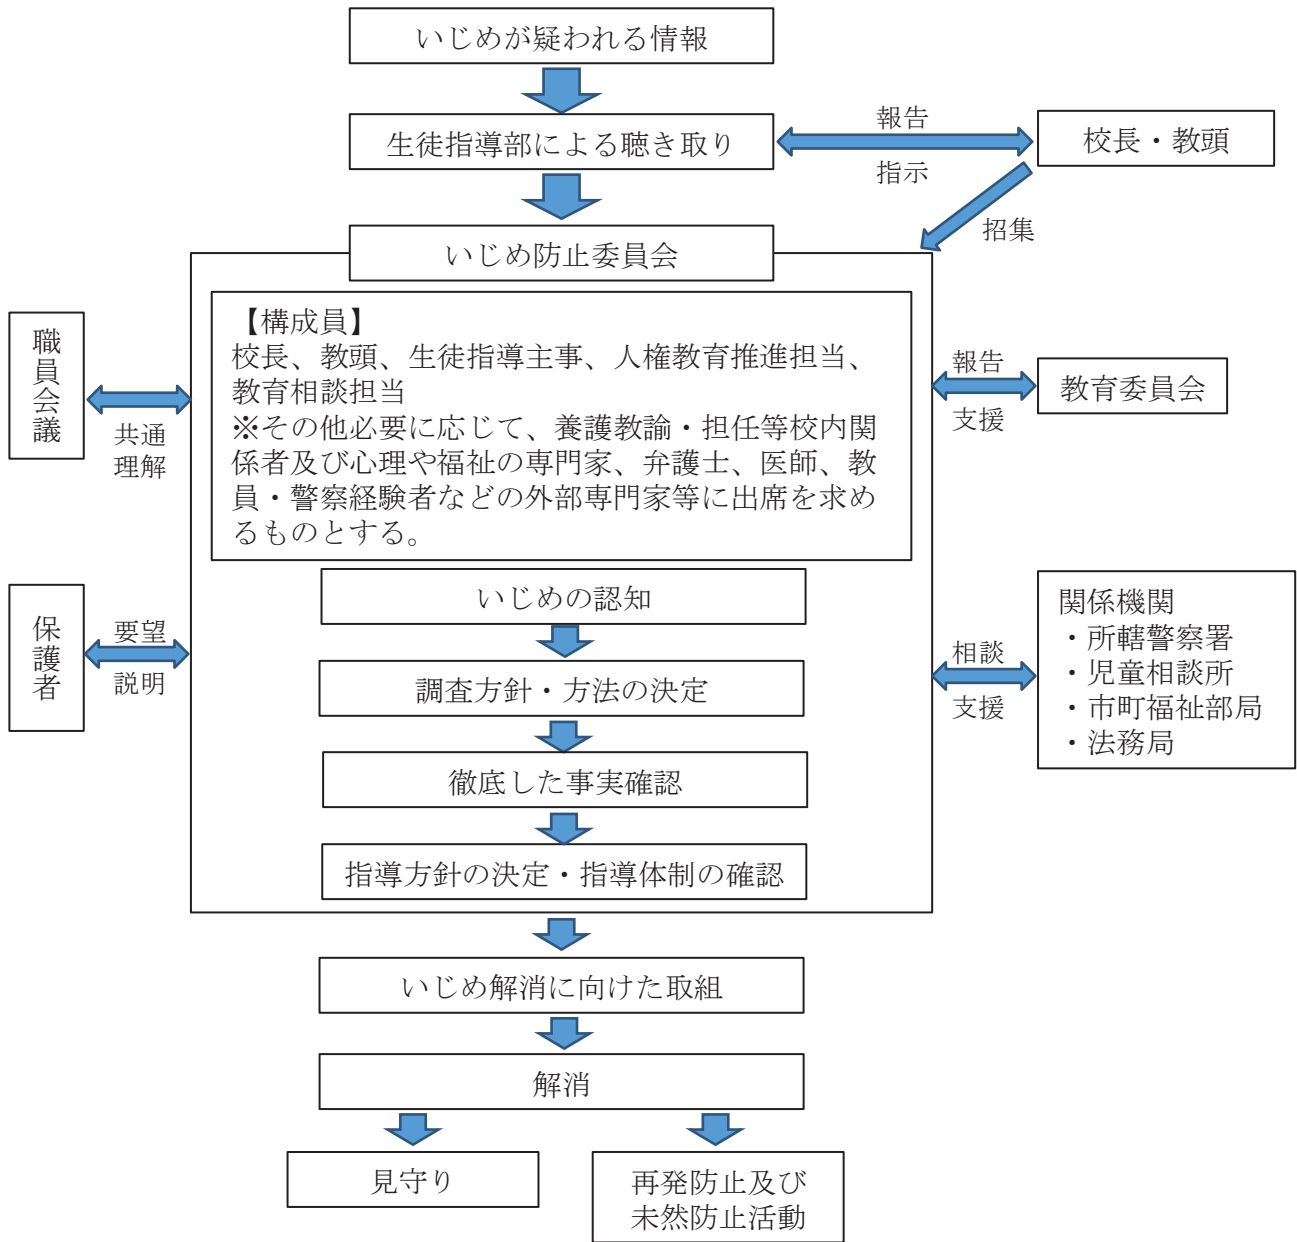 いじめが疑われる情報
生徒指導部による聴き取り
報告
指示
校長・教頭
招集
いじめ防止委員会
【構成員】
校長、教頭、生徒指導主事、人権教育推進担当、
教育相談担当
※その他必要に応じて、養護教諭・担任等校内関
係者及び心理や福祉の専門家、弁護士、医師、教
員・警察経験者などの外部専門家等に出席を求め
るものとする。
職員会議
共通
理解
報告
支援
教育委員会
保護者
要望
説明
いじめの認知
調査方針・方法の決定
徹底した事実確認
指導方針の決定・指導体制の確認
相談
支援
関係機関
・所轄警察署
・児童相談所
・市町福祉部局
・法務局
いじめ解消に向けた取組
解消
見守り
再発防止及び
未然防止活動